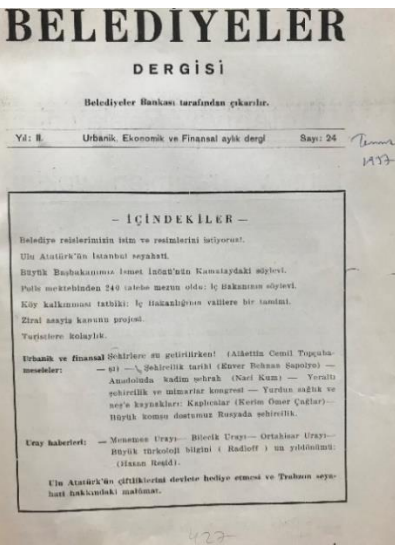 BELEDİYELER
DERGİSİ
Belediyeler Bankası tarafından çıkarılır.
Yıl: II. Urbanik, Ekonomik ve Finansal aylık dergi Sayı: 24
Temmuz
1937
— İÇİNDEKİLER —
Belediye reislerimizin isim ve resimlerini istiyoruz!.
Ulu Atatürk'ün İstanbul seyahati.
Büyük Başbakanımız İsmet İnönü'nün Kamutaydaki söylevi.
Polis mektebinden 240 talebe mezun oldu: İç Bakanımızın söylevi.
Köy kalkınması tatbiki: İç Bakanlığının valilere bir tamimi.
Zirai asayiş kanunu projesi.
Turistlere kolaylık.
Urbanik ve finansal Şehirlere su getirilirken! (Alâettin Cemil Topçuba-
meseleler: — şı) — Şehircilik tarihi (Enver Behnan Şapolyo) —
Anadoluda kadim şehrah (Naci Kum) — Yeraltı
şehircilik ve mimarlar kongresi — Yurdun sağlık ve
neş'e kaynakları: Kaplıcalar (Kerim Ömer Çağlar)—
Büyük komşu dostumuz Rusyada şehircilik.
Uray haberleri: — Menemen Urayı— Bilecik Urayı— Ortahisar Urayı—
Büyük türkoloji bilgini ( Radloff ) un yıldönümü:
(Hasan Reşid).
Ulu Atatürk'ün çiftliklerini devlete hediye etmesi ve Trabzon seya-
hati hakkındaki malûmat.
427